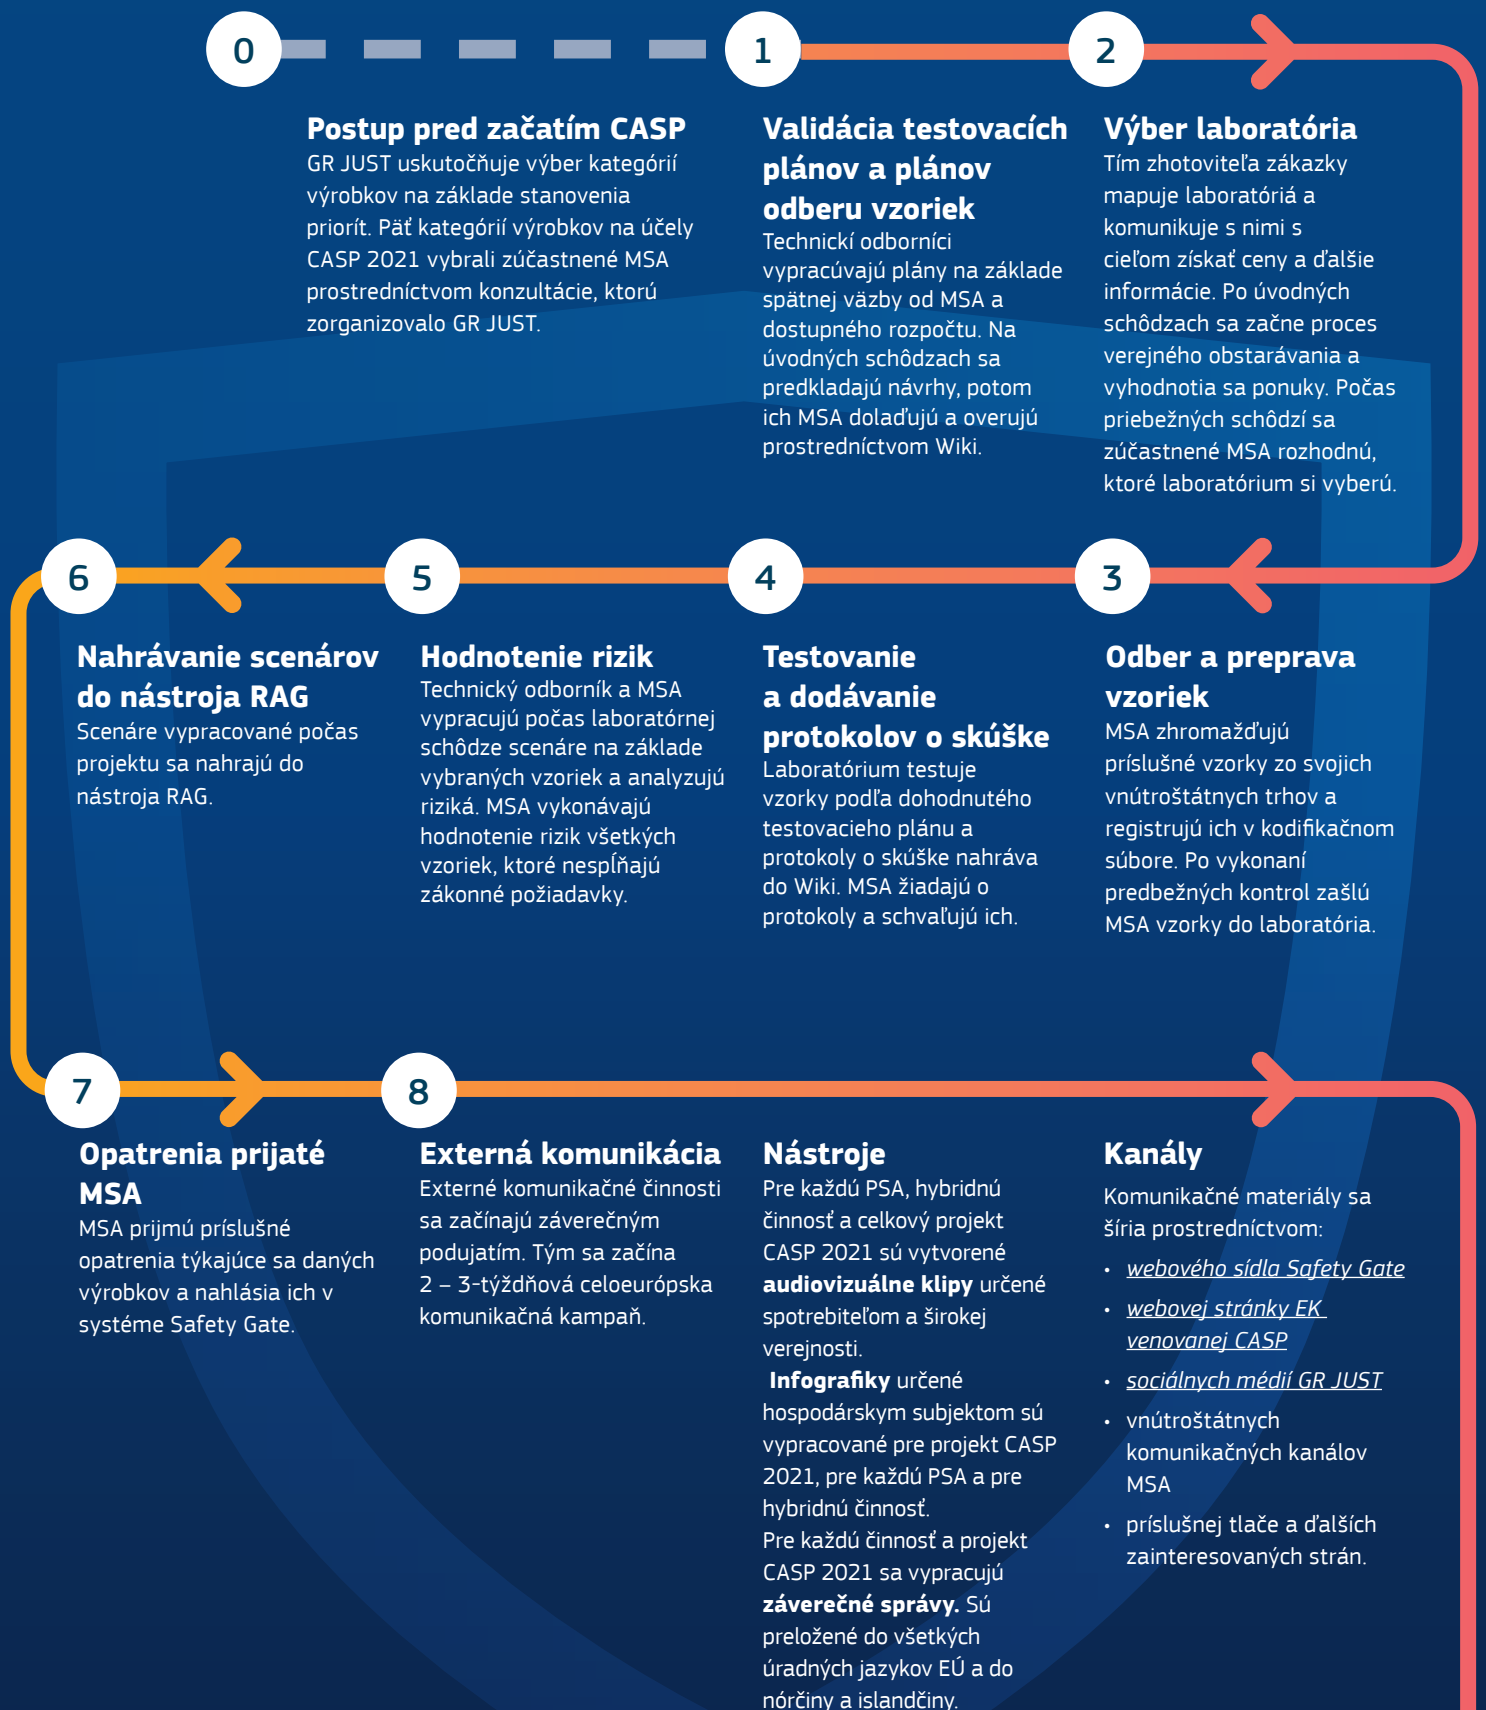 0
Postup pred začatím CASP
GR JUST uskutočňuje výber kategórií
výrobkov na základe stanovenia
priorít. Päť kategórií výrobkov na účely
CASP 2021 vybrali zúčastnené MSA
prostredníctvom konzultácie, ktorú
zorganizovalo GR JUST.
1
Validácia testovacích
plánov a plánov
odberu vzoriek
Technickí odborníci
vypracúvajú plány na základe
spätnej väzby od MSA a
dostupného rozpočtu. Na
úvodných schôdzach sa
predkladajú návrhy, potom
ich MSA dolaďujú a overujú
prostredníctvom Wiki.
2
Výber laboratória
Tím zhotoviteľa zákazky
mapuje laboratóriá a
komunikuje s nimi s
cieľom získať ceny a ďalšie
informácie. Po úvodných
schôdzach sa začne proces
verejného obstarávania a
vyhodnotia sa ponuky. Počas
priebežných schôdzí sa
zúčastnené MSA rozhodnú,
ktoré laboratórium si vyberú.
3
Odber a preprava
vzoriek
MSA zhromažďujú
príslušné vzorky zo svojich
vnútroštátnych trhov a
registrujú ich v kodifikačnom
súbore. Po vykonaní
predbežných kontrol zašlú
MSA vzorky do laboratória.
4
Testovanie
a dodávanie
protokolov o skúške
Laboratórium testuje
vzorky podľa dohodnutého
testovacieho plánu a
protokoly o skúške nahráva
do Wiki. MSA žiadajú o
protokoly a schvaľujú ich.
5
Hodnotenie rizik
Technický odborník a MSA
vypracujú počas laboratórnej
schôdze scenáre na základe
vybraných vzoriek a analyzujú
riziká. MSA vykonávajú
hodnotenie rizik všetkých
vzoriek, ktoré nespĺňajú
zákonné požiadavky.
6
Nahrávanie scenárov
do nástroja RAG
Scenáre vypracované počas
projektu sa nahrajú do
nástroja RAG.
7
Opatrenia prijaté
MSA
MSA prijmú príslušné
opatrenia týkajúce sa daných
výrobkov a nahlásia ich v
systéme Safety Gate.
8
Externá komunikácia
Externé komunikačné činnosti
sa začínajú záverečným
podujatím. Tým sa začína
2 – 3-týždňová celoeurópska
komunikačná kampaň.
Nástroje
Pre každú PSA, hybridnú
činnosť a celkový projekt
CASP 2021 sú vytvorené
audiovizuálne klipy určené
spotrebiteľom a širokej
verejnosti.
Infografiky určené
hospodárskym subjektom sú
vypracované pre projekt CASP
2021, pre každú PSA a pre
hybridnú činnosť.
Pre každú činnosť a projekt
CASP 2021 sa vypracujú
záverečné správy. Sú
preložené do všetkých
úradných jazykov EÚ a do
nórčiny a islandčiny.
Kanály
Komunikačné materiály sa
šíria prostredníctvom:
• webového sídla Safety Gate
• webovej stránky EK
venovanej CASP
• sociálnych médií GR JUST
• vnútroštátnych
komunikačných kanálov
MSA
• príslušnej tlače a ďalších
zainteresovaných strán.